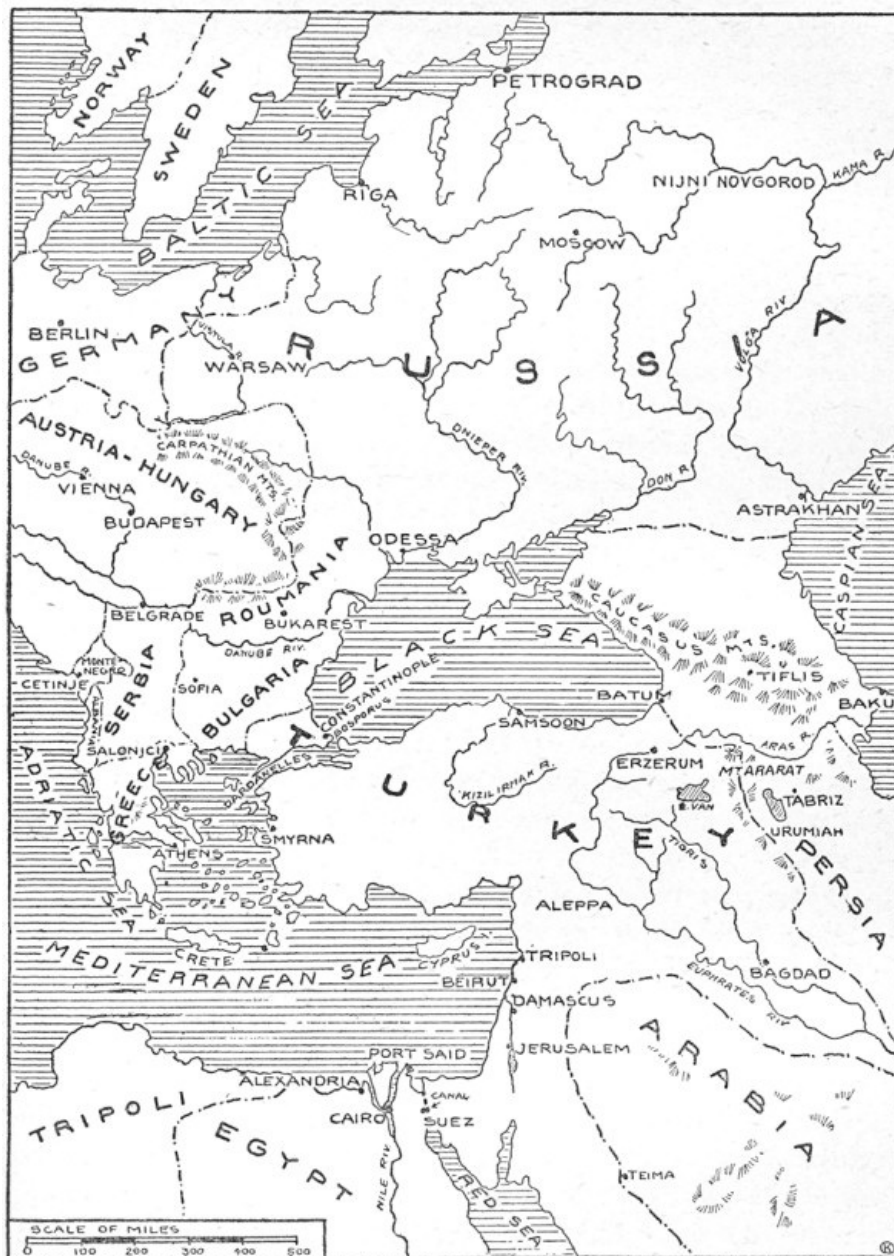 NORWAY
SWEDEN
BALTIC SEA
PETROGRAD
RIGA
NIJNI NOVGOROD
KAMA R.
MOSCOW
BERLIN
GERMANY
VISTULA R.
WARSAW
RUSSIA
VOLGA RIV.
AUSTRIA-HUNGARY
CARPATHIAN MTS.
DANUBE R.
VIENNA
BUDAPEST
DNIEPER RIV.
DON R.
ASTRAKHAN
CASPIAN SEA
ODESSA
ROUMANIA
BELGRADE
BUKAREST
DANUBE RIV.
BLACK SEA
CAUCASUS MTS.
TIFLIS
BATUM
BAKU
MONTE
NEGRO
CETINJE
SERBIA
SOFIA
BULGARIA
ALBANIA
CONSTANTINOPLE
BOSPORUS
SAMSOON
ARAS R.
SALONICI
DARDANELLES
ERZERUM
MT ARARAT
ADRIATIC SEA
GREECE
KIZIL IRMAK R.
TURKEY
L. VAN
TABRIZ
URUMIAH
SMYRNA
ATHENS
TIGRIS
PERSIA
ALEPPA
CRETE
CYPRUS
MEDITERRANEAN SEA
TRIPOLI
BEIRUT
BAGDAD
EUPHRATES RIV.
DAMASCUS
JERUSALEM
ARABIA
PORT SAID
ALEXANDRIA
CANAL
CAIRO
SUEZ
TRIPOLI
EGYPT
NILE RIV.
RED SEA
TEIMA
SCALE OF MILES
0 100 200 300 400 500